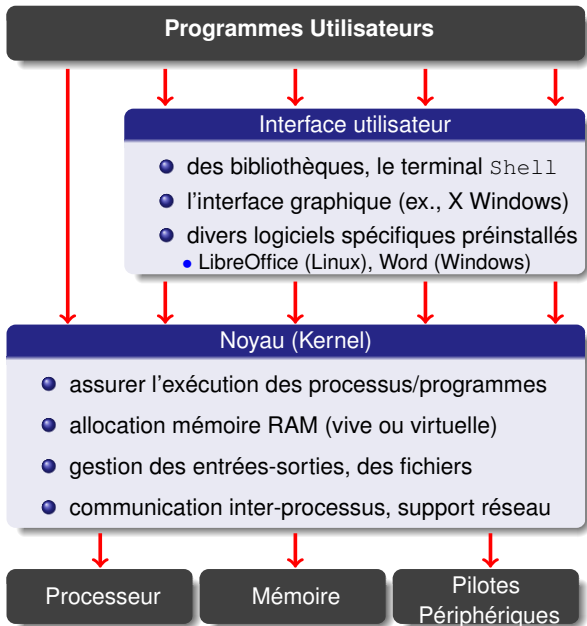 Programmes Utilisateurs
Interface utilisateur
des bibliothèques, le terminal Shell
l'interface graphique (ex., X Windows)
divers logiciels spécifiques préinstallés
• LibreOffice (Linux), Word (Windows)
Noyau (Kernel)
assurer l'exécution des processus/programmes
allocation mémoire RAM (vive ou virtuelle)
gestion des entrées-sorties, des fichiers
communication inter-processus, support réseau
Processeur
Mémoire
Pilotes
Périphériques